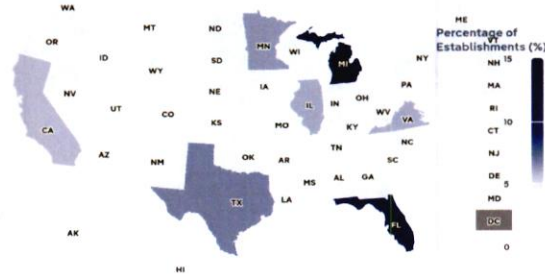 WA
ME
MT
ND
OR
MN
Percentage of
VT
Establishments (%)
ID
WI
SD
MI
NY
NH
15
WY
NV
NE
IA
PA
MA
IL
IN
OH
RI
UT
CO
WV
VA
10
CA
KS
MO
KY
CT
NC
TN
NJ
AZ
NM
OK
AR
SC
DE
5
MS
AL
GA
TX
LA
MD
FL
DC
AK
0
HI